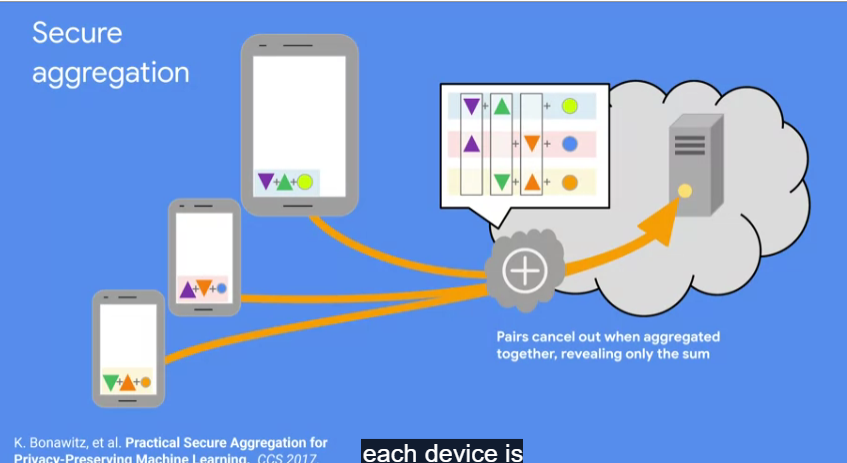 Secure
aggregation
Pairs cancel out when aggregated
together, revealing only the sum
K. Bonawitz, et al. Practical Secure Aggregation for
Privacy-Preserving Machine Learning. CCS 2017
each device is